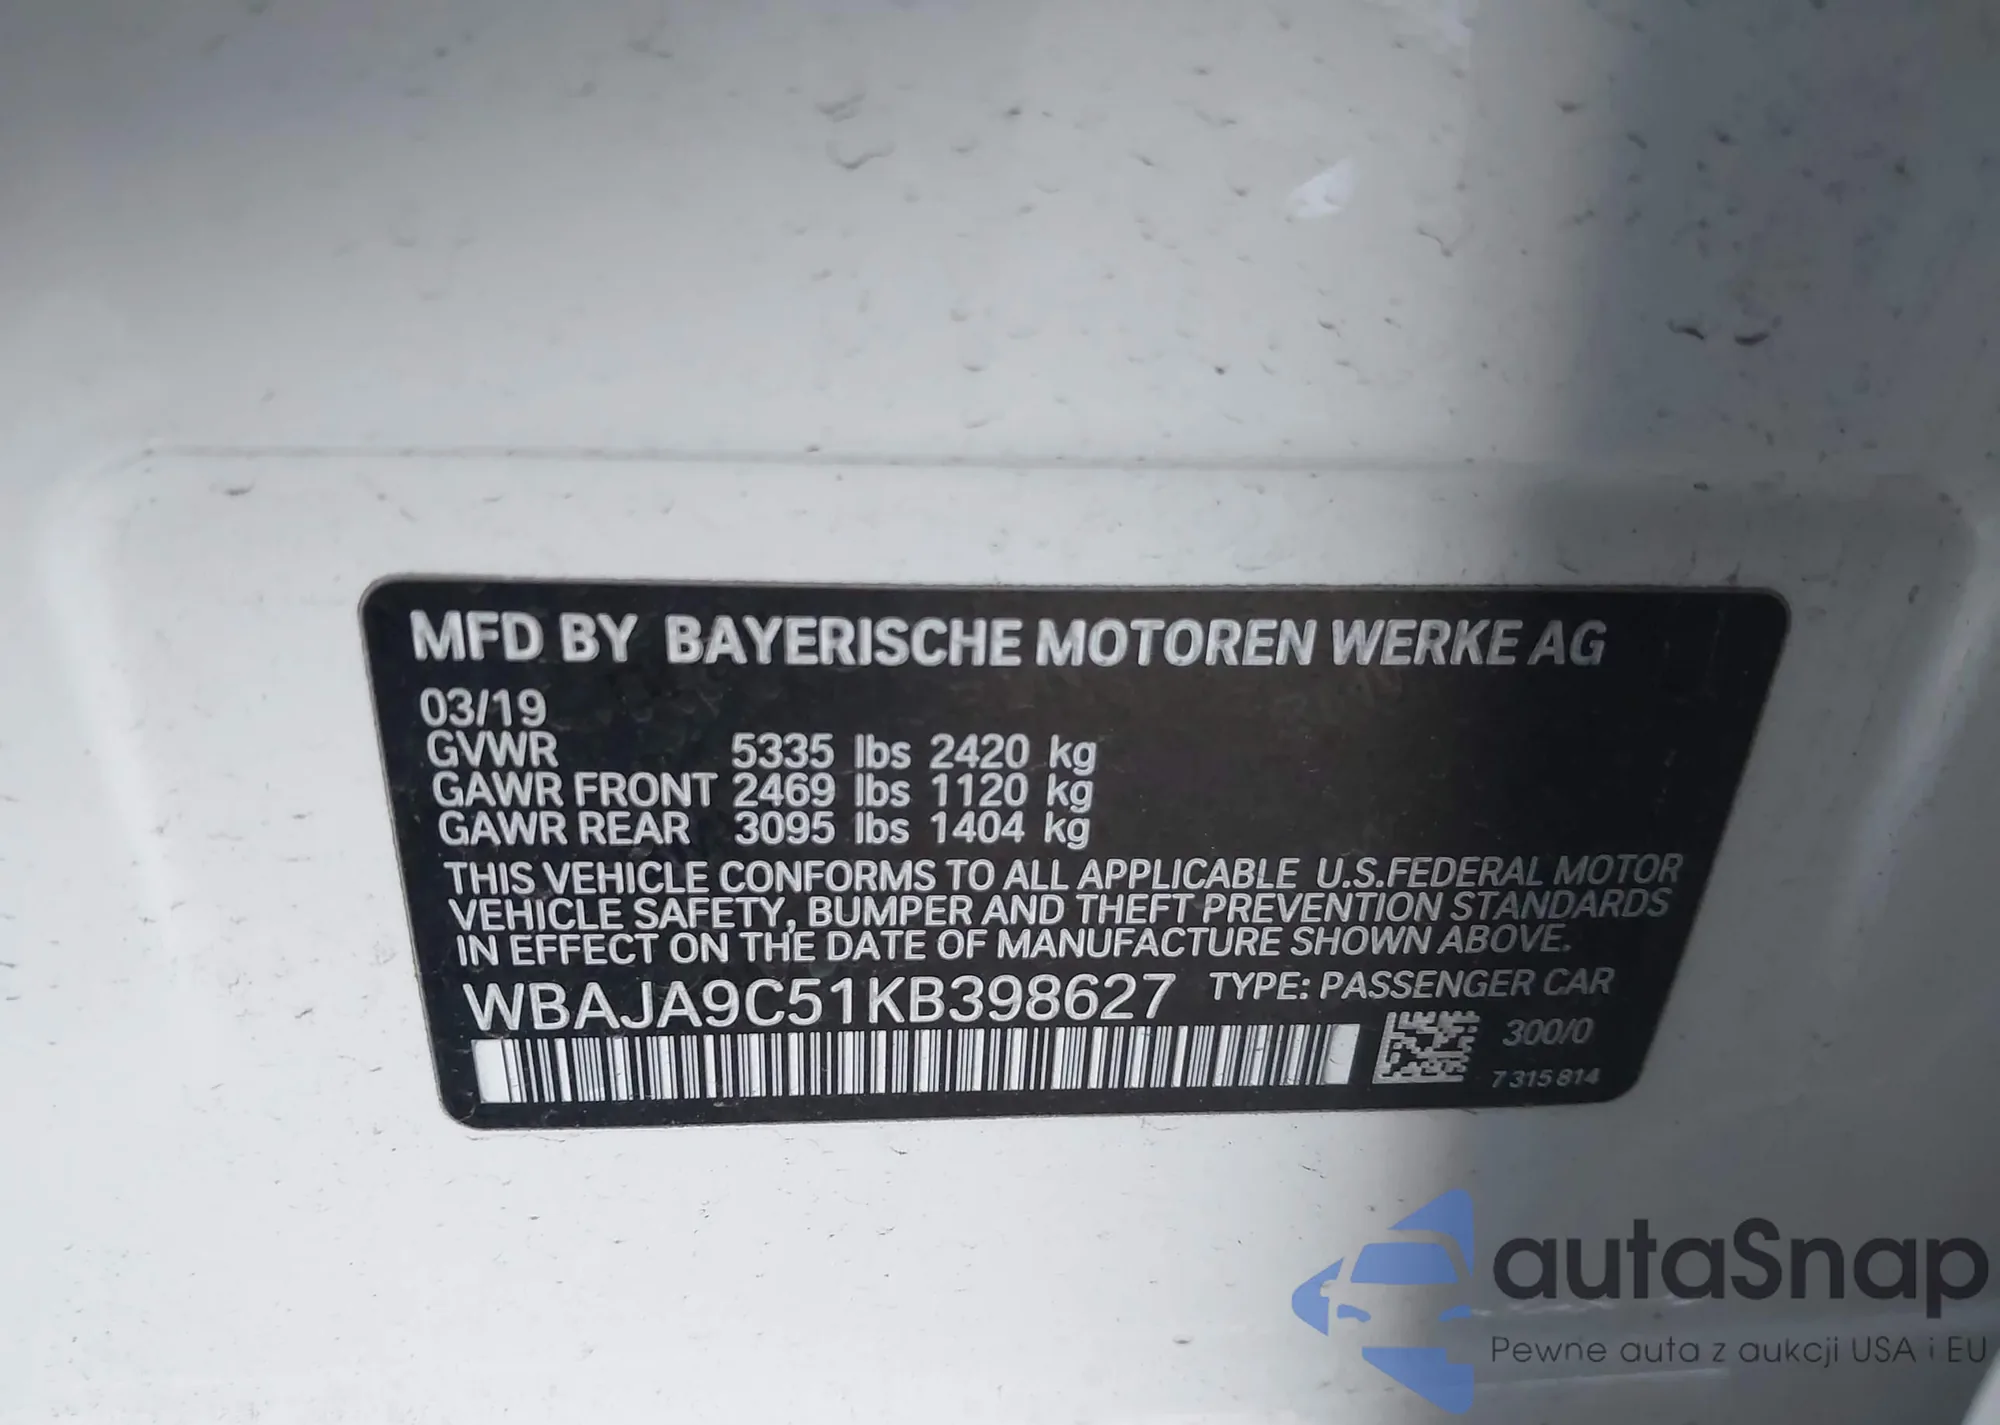 MFD BY BAYERISCHE MOTOREN WERKE AG
03/19
GVWR 5335 lbs 2420 kg
GAWR FRONT 2469 lbs 1120 kg
GAWR REAR 3095 lbs 1404 kg
THIS VEHICLE CONFORMS TO ALL APPLICABLE U.S.FEDERAL MOTOR
VEHICLE SAFETY, BUMPER AND THEFT PREVENTION STANDARDS
IN EFFECT ON THE DATE OF MANUFACTURE SHOWN ABOVE.
WBAJA9C51KB398627 TYPE: PASSENGER CAR
300/0
7 315 814
autaSnap
Pewne auta z aukcji USA i EU